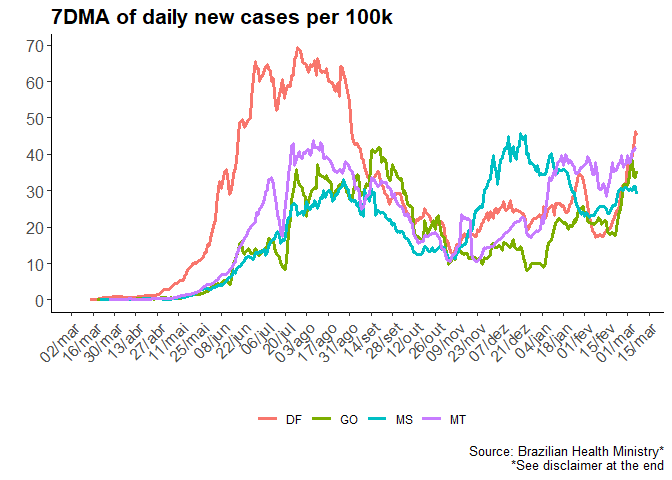 7DMA of daily new cases per 100k
70
60
50
40
30
20
10
0
02/mar
16/mar
30/mar
13/abr
27/abr
11/mai
25/mai
08/jun
22/jun
06/jul
20/jul
03/ago
17/ago
31/ago
14/set
28/set
12/out
26/out
09/nov
23/nov
07/dez
21/dez
04/jan
18/jan
01/fev
15/fev
01/mar
15/mar
DF GO MS MT
Source: Brazilian Health Ministry*
*See disclaimer at the end